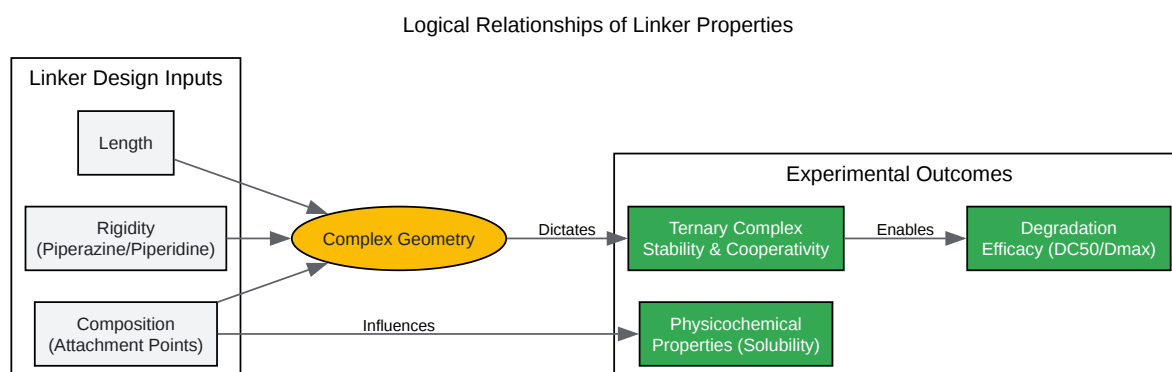 Logical Relationships of Linker Properties
Linker Design Inputs
Length
Rigidity
(Piperazine/Piperidine)
Composition
(Attachment Points)
Complex Geometry
Dictates
Influences
Experimental Outcomes
Ternary Complex
Stability & Cooperativity
Enables
Degradation
Efficacy (DC50/Dmax)
Physicochemical
Properties (Solubility)